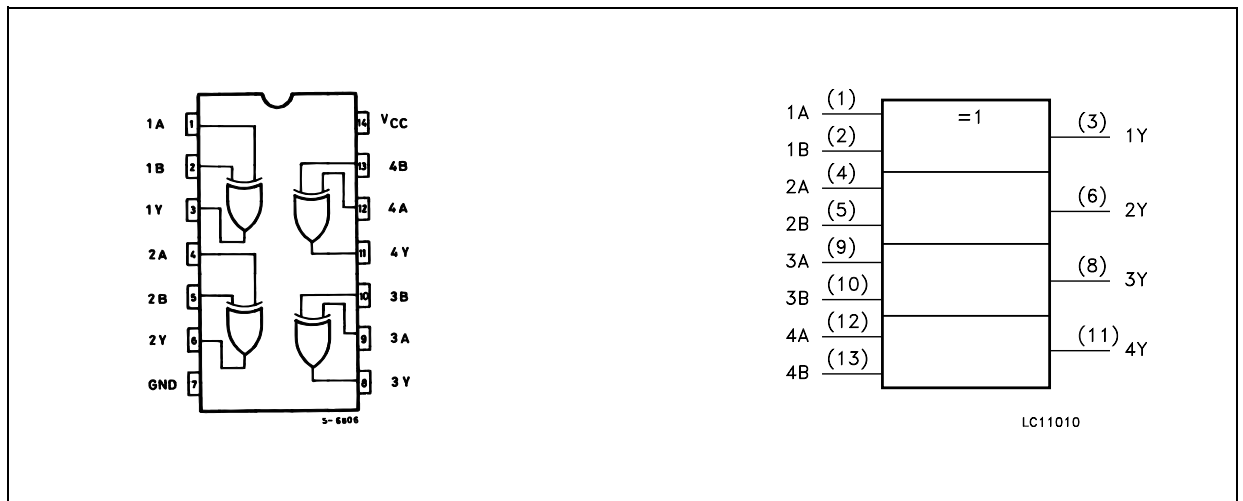 1A 1 14 VCC
1B 2 13 4B
1Y 3 12 4A
2A 4 11 4Y
2B 5 10 3B
2Y 6 9 3A
GND 7 8 3Y
S-6806
=1
1A (1)
1B (2)
2A (4)
2B (5)
3A (9)
3B (10)
4A (12)
4B (13)
(3) 1Y
(6) 2Y
(8) 3Y
(11) 4Y
LC11010